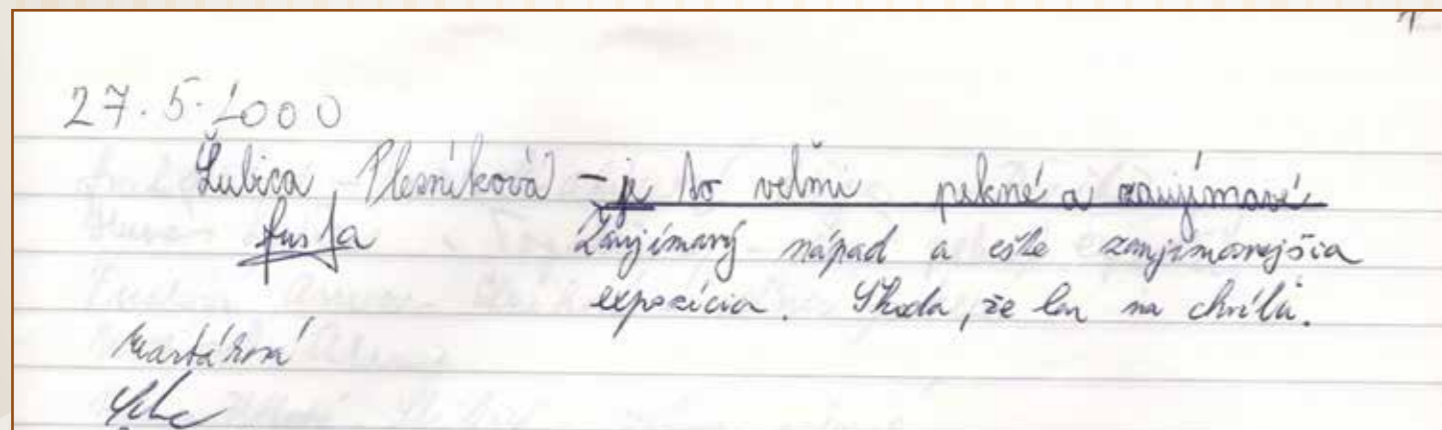 27.5.2000
Ľubica Plesníková - je to veľmi pekné a zaujímavé
Zaujímavý nápad a ešte zaujímavejšia
expozícia. Škoda, že len na chvíľu.
Martáková